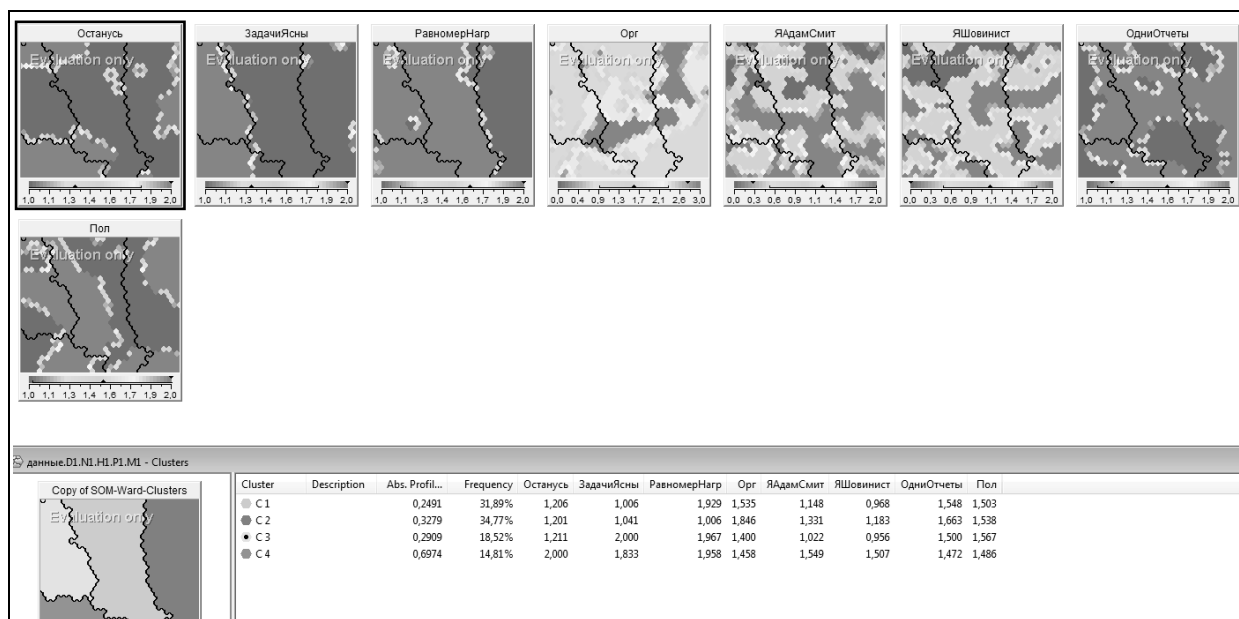 Останусь ЗадачиЯсны РавномерНагр Орг ЯАдамСмит ЯШовинист ОдниОтчеты
Evaluation only Evaluation only Evaluation only Evaluation only Evaluation only Evaluation only Evaluation only
1,0 1,1 1,3 1,4 1,6 1,7 1,9 2,0 1,0 1,1 1,3 1,4 1,6 1,7 1,9 2,0 1,0 1,1 1,3 1,4 1,6 1,7 1,9 2,0 0,0 0,4 0,9 1,3 1,7 2,1 2,6 3,0 0,0 0,3 0,6 0,9 1,1 1,4 1,7 2,0 0,0 0,3 0,6 0,9 1,1 1,4 1,7 2,0 1,0 1,1 1,3 1,4 1,6 1,7 1,9 2,0
Пол
Evaluation only
1,0 1,1 1,3 1,4 1,6 1,7 1,9 2,0
данные.D1.N1.H1.P1.M1 - Clusters
Copy of SOM-Ward-Clusters
Evaluation only
Cluster Description Abs. Profil... Frequency Останусь ЗадачиЯсны РавномерНагр Орг ЯАдамСмит ЯШовинист ОдниОтчеты Пол
C 1 0,2491 31,89% 1,206 1,006 1,929 1,535 1,148 0,968 1,548 1,503
C 2 0,3279 34,77% 1,201 1,041 1,006 1,846 1,331 1,183 1,663 1,538
C 3 0,2909 18,52% 1,211 2,000 1,967 1,400 1,022 0,956 1,500 1,567
C 4 0,6974 14,81% 2,000 1,833 1,958 1,458 1,549 1,507 1,472 1,486